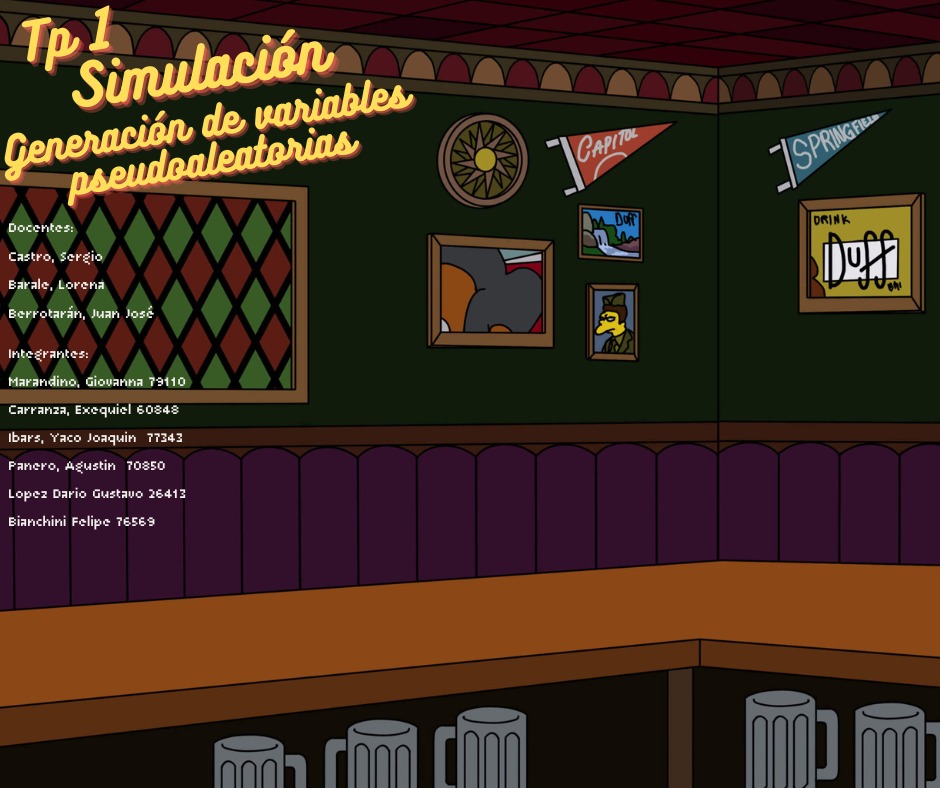 Tp 1
Simulación
Generación de variables
pseudoaleatorias
Docentes:
Castro, Sergio
Barale, Lorena
Berrotarán, Juan José
Integrantes:
Marandino, Giovanna 79110
Carranza, Exequiel 60848
Ibars, Yaco Joaquin 77343
Panero, Agustin 70850
Lopez Dario Gustavo 26413
Bianchini Felipe 76569
CAPITOL
SPRINGFIELD
DUFF
DRINK
Duff